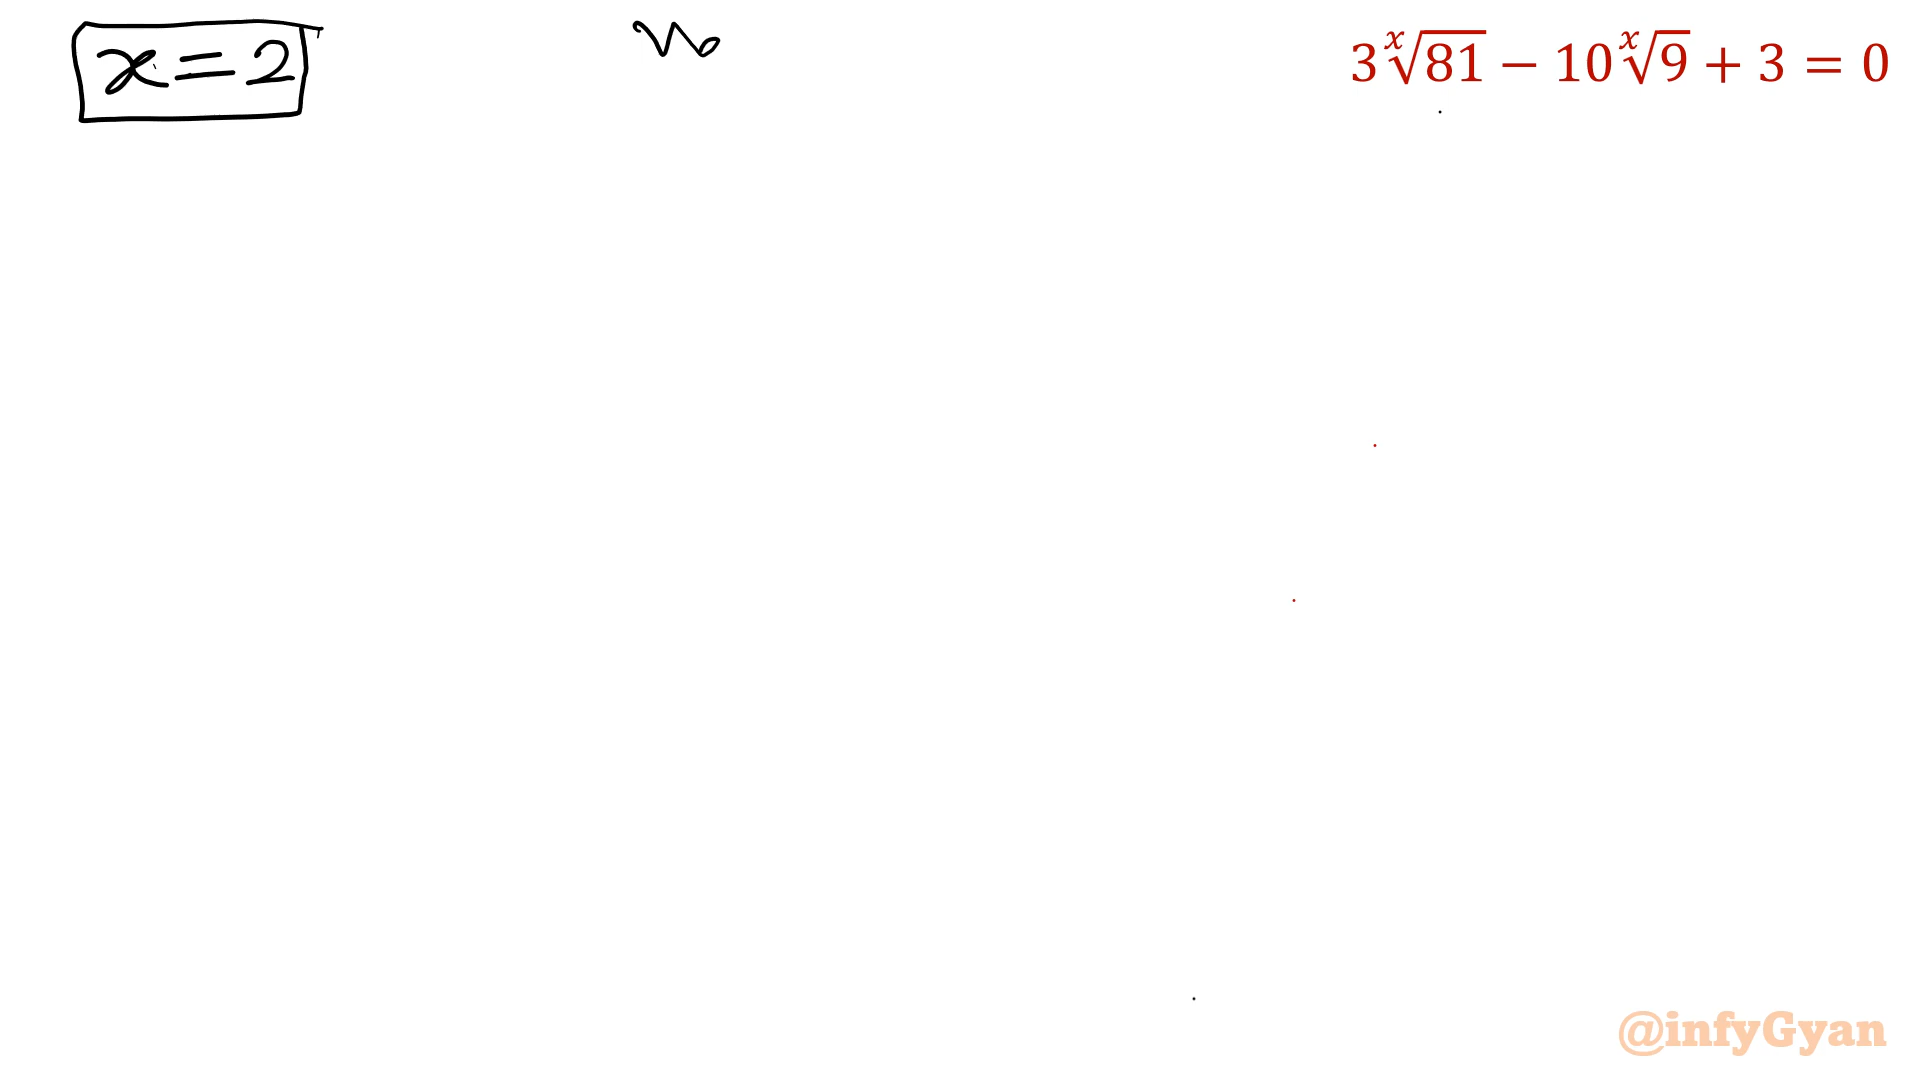 x = 2
3 ˣ√81 − 10 ˣ√9 + 3 = 0
@infyGyan